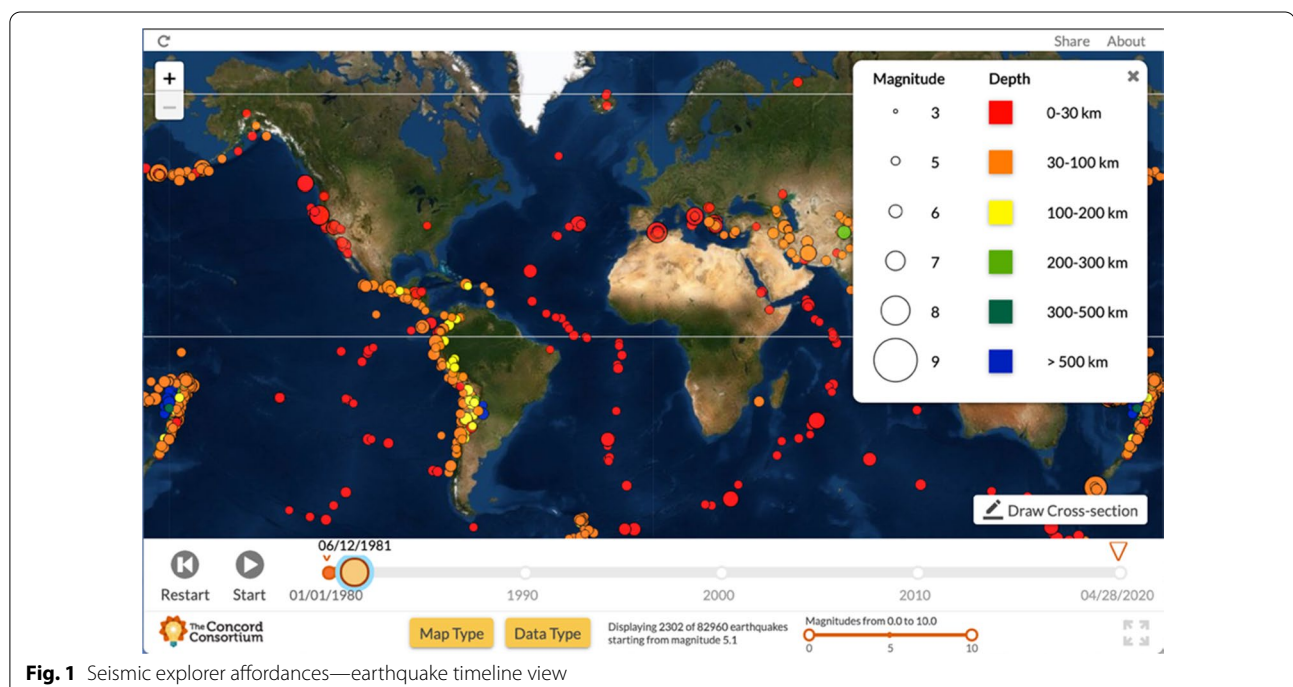 Share About
Magnitude Depth
3 0-30 km
5 30-100 km
6 100-200 km
7 200-300 km
8 300-500 km
9 > 500 km
Draw Cross-section
06/12/1981
Restart Start 01/01/1980 1990 2000 2010 04/28/2020
The Concord
Consortium
Map Type Data Type
Displaying 2302 of 82960 earthquakes
starting from magnitude 5.1
Magnitudes from 0.0 to 10.0
0 5 10
Fig. 1 Seismic explorer affordances—earthquake timeline view